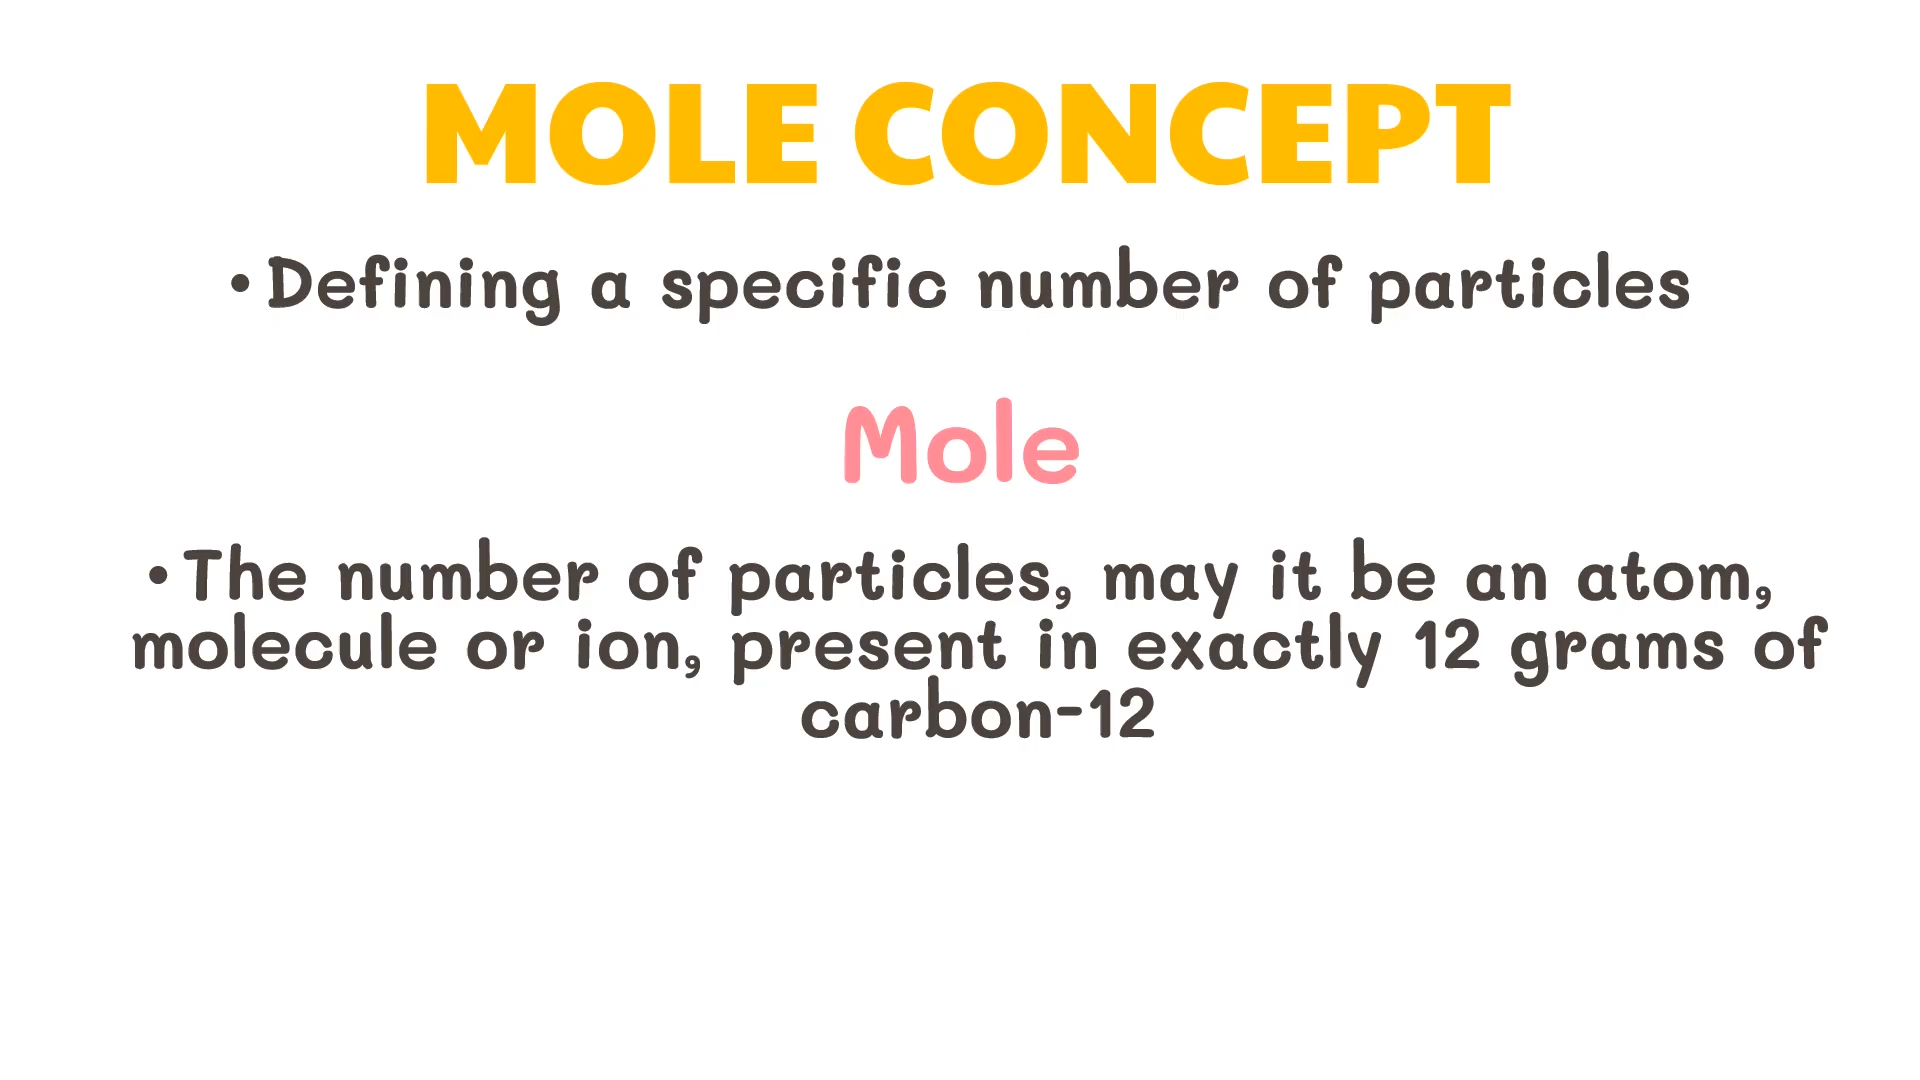 MOLE CONCEPT
• Defining a specific number of particles
Mole
• The number of particles, may it be an atom,
molecule or ion, present in exactly 12 grams of
carbon-12